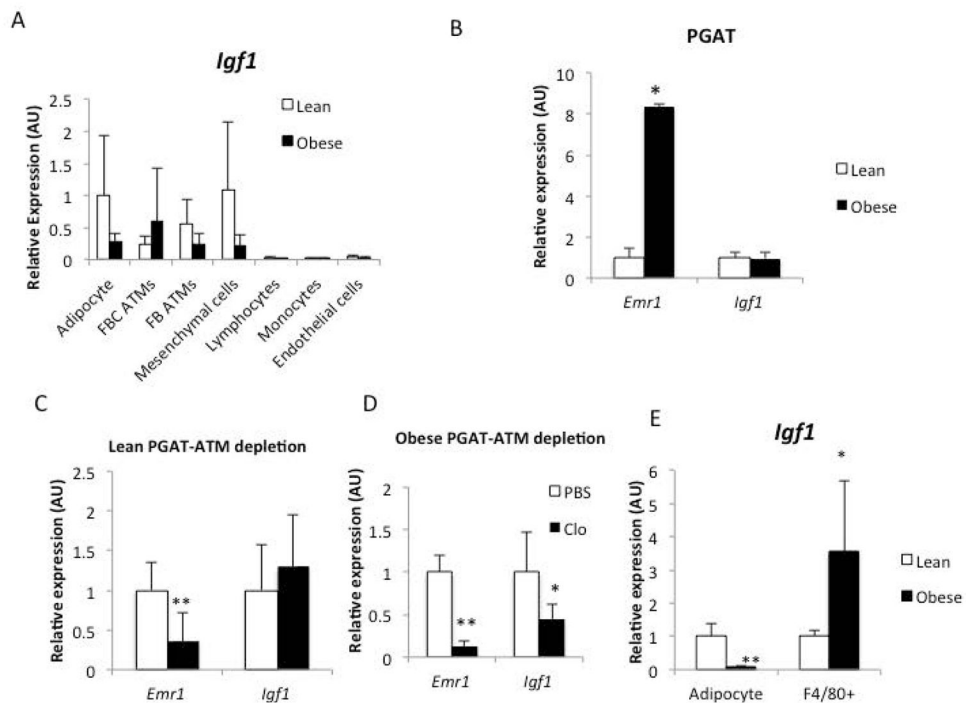 A
Igf1
Relative Expression (AU)
2.5
2
1.5
1
0.5
0
Lean
Obese
Adipocyte
FBC ATMs
FB ATMs
Mesenchymal cells
Lymphocytes
Monocytes
Endothelial cells
B
PGAT
Relative expression (AU)
10
8
6
4
2
0
*
Lean
Obese
Emr1
Igf1
C
Lean PGAT-ATM depletion
Relative expression (AU)
2.5
2
1.5
1
0.5
0
**
Emr1
Igf1
D
Obese PGAT-ATM depletion
Relative expression (AU)
2
1.5
1
0.5
0
PBS
Clo
**
*
Emr1
Igf1
E
Igf1
Relative expression (AU)
6
5
4
3
2
1
0
**
*
Lean
Obese
Adipocyte
F4/80+